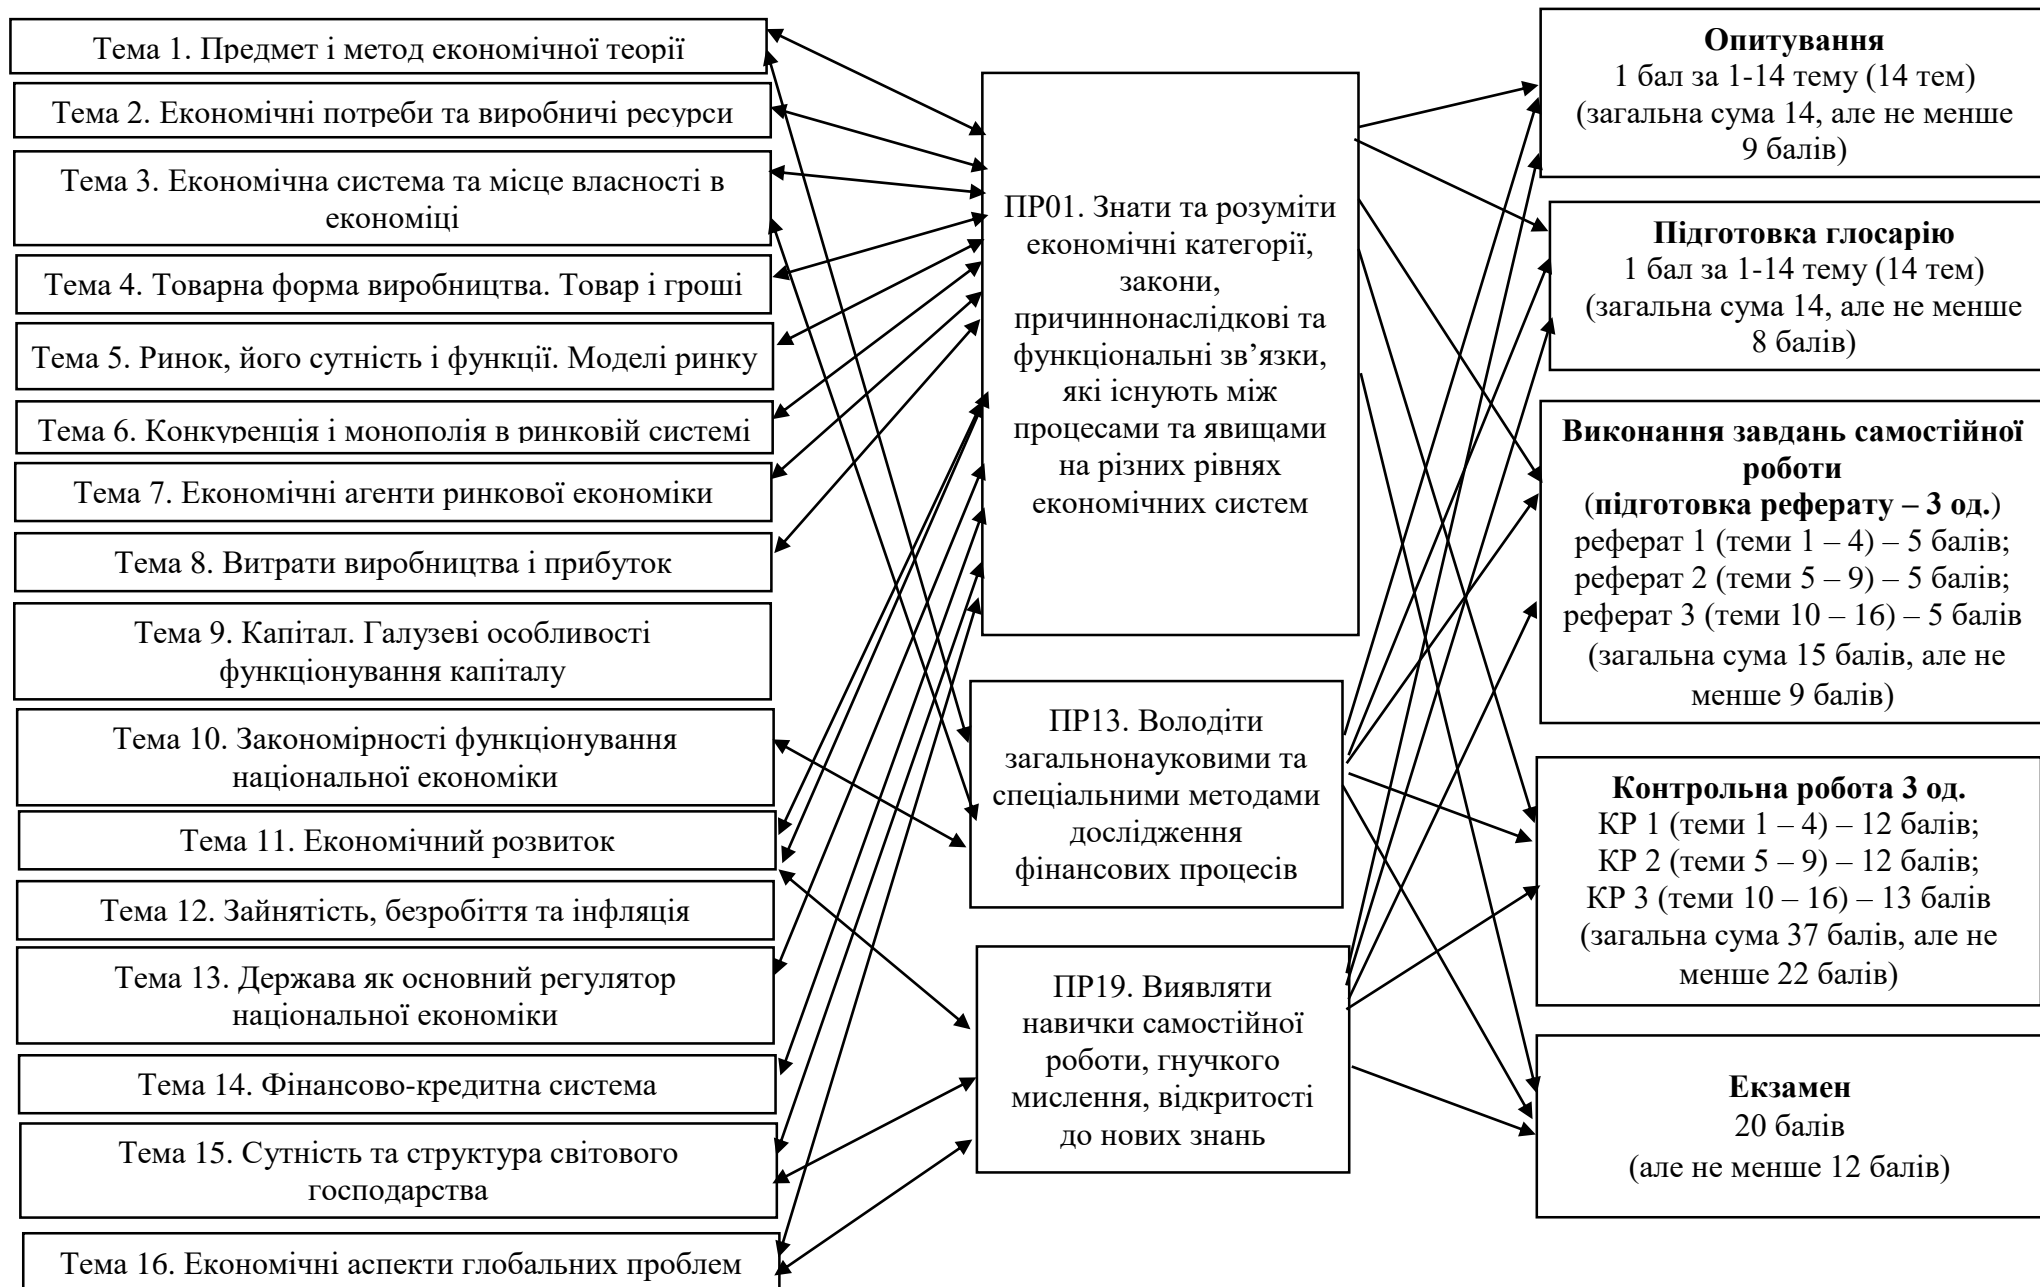 Тема 1. Предмет і метод економічної теорії
Тема 2. Економічні потреби та виробничі ресурси
Тема 3. Економічна система та місце власності в
економіці
Тема 4. Товарна форма виробництва. Товар і гроші
Тема 5. Ринок, його сутність і функції. Моделі ринку
Тема 6. Конкуренція і монополія в ринковій системі
Тема 7. Економічні агенти ринкової економіки
Тема 8. Витрати виробництва і прибуток
Тема 9. Капітал. Галузеві особливості
функціонування капіталу
Тема 10. Закономірності функціонування
національної економіки
Тема 11. Економічний розвиток
Тема 12. Зайнятість, безробіття та інфляція
Тема 13. Держава як основний регулятор
національної економіки
Тема 14. Фінансово-кредитна система
Тема 15. Сутність та структура світового
господарства
Тема 16. Економічні аспекти глобальних проблем
ПР01. Знати та розуміти
економічні категорії,
закони,
причиннонаслідкові та
функціональні зв’язки,
які існують між
процесами та явищами
на різних рівнях
економічних систем
ПР13. Володіти
загальнонауковими та
спеціальними методами
дослідження
фінансових процесів
ПР19. Виявляти
навички самостійної
роботи, гнучкого
мислення, відкритості
до нових знань
Опитування
1 бал за 1-14 тему (14 тем)
(загальна сума 14, але не менше
9 балів)
Підготовка глосарію
1 бал за 1-14 тему (14 тем)
(загальна сума 14, але не менше
8 балів)
Виконання завдань самостійної
роботи
(підготовка реферату – 3 од.)
реферат 1 (теми 1 – 4) – 5 балів;
реферат 2 (теми 5 – 9) – 5 балів;
реферат 3 (теми 10 – 16) – 5 балів
(загальна сума 15 балів, але не
менше 9 балів)
Контрольна робота 3 од.
КР 1 (теми 1 – 4) – 12 балів;
КР 2 (теми 5 – 9) – 12 балів;
КР 3 (теми 10 – 16) – 13 балів
(загальна сума 37 балів, але не
менше 22 балів)
Екзамен
20 балів
(але не менше 12 балів)